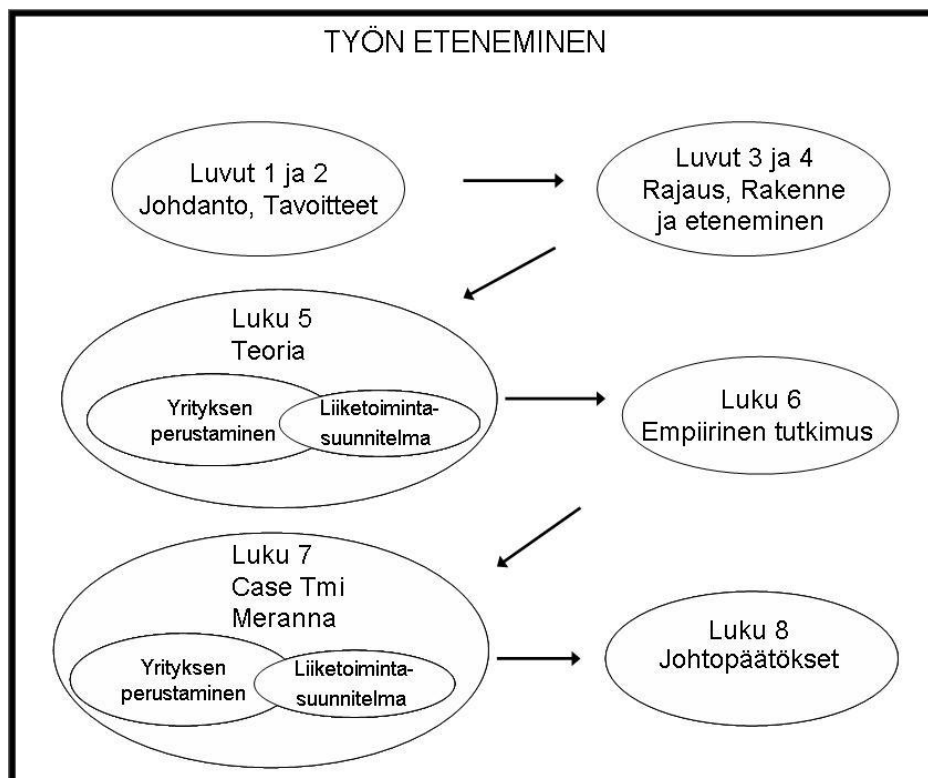 TYÖN ETENEMINEN
Luvut 1 ja 2
Johdanto, Tavoitteet
Luvut 3 ja 4
Rajaus, Rakenne
ja eteneminen
Luku 5
Teoria
Yrityksen
perustaminen
Liiketoiminta-
suunnitelma
Luku 6
Empiirinen tutkimus
Luku 7
Case Tmi
Meranna
Yrityksen
perustaminen
Liiketoiminta-
suunnitelma
Luku 8
Johtopäätökset